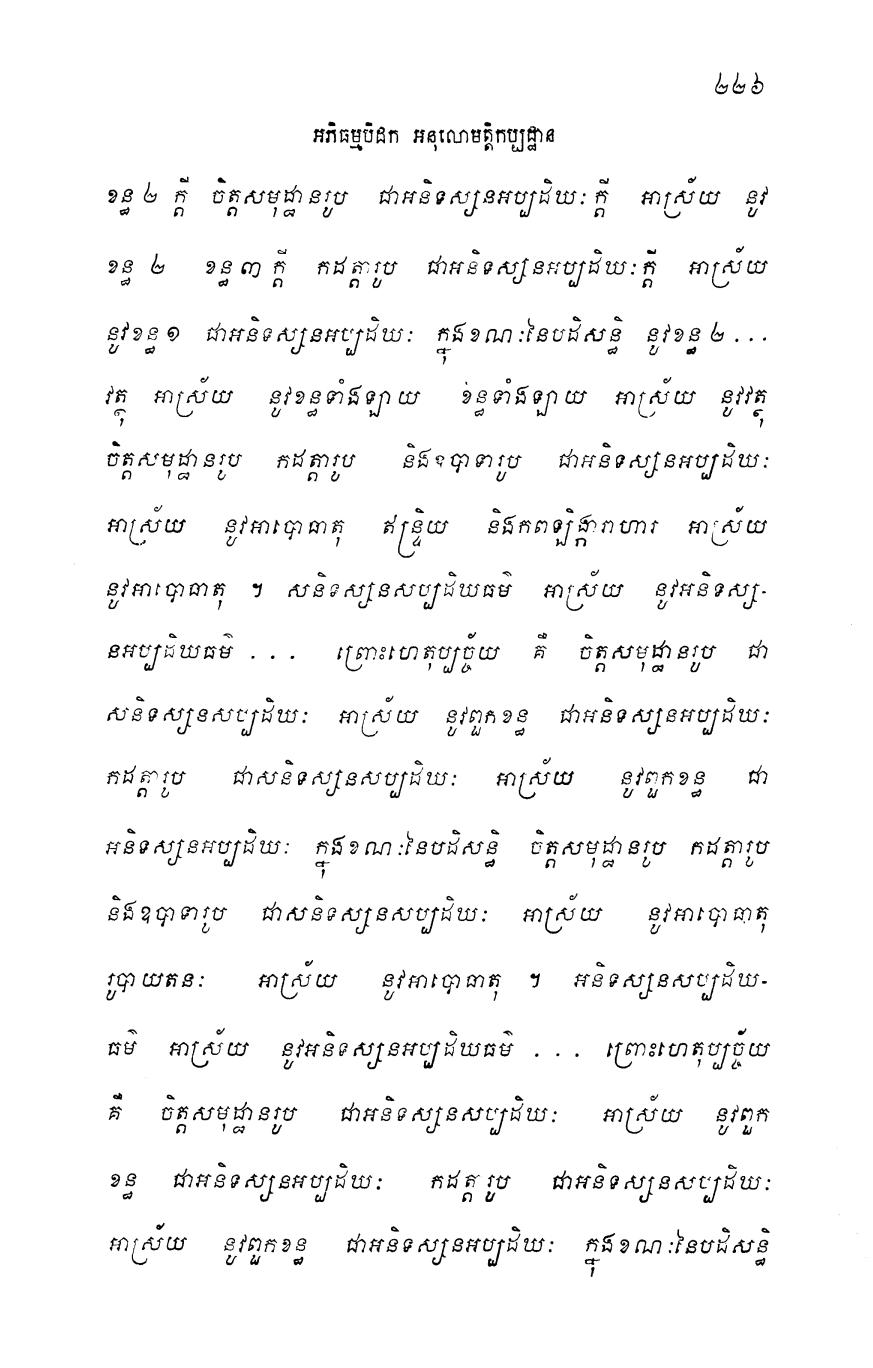 ២២៦
អភិធម្មបិដក អនុលោមត្តិកប្បដ្ឋាន
ខន្ធ ២ ក្តី ចិត្តសមុដ្ឋានរូប ជាអនិទស្សនអប្បដិឃៈក្តី អាស្រ័យ នូវ
ខន្ធ ២ ខន្ធ ៣ ក្តី កដត្តារូប ជាអនិទស្សនអប្បដិឃៈក្តី អាស្រ័យ
នូវខន្ធ ១ ជាអនិទស្សនអប្បដិឃៈ ក្នុងខណៈនៃបដិសន្ធិ នូវខន្ធ ២ . . .
វត្ថុ អាស្រ័យ នូវខន្ធទាំងឡាយ ខន្ធទាំងឡាយ អាស្រ័យ នូវវត្ថុ
ចិត្តសមុដ្ឋានរូប កដត្តារូប និងឧបាទារូប ជាអនិទស្សនអប្បដិឃៈ
អាស្រ័យ នូវអាបោធាតុ ឥន្ទ្រិយ និងកពឡិង្ការាហារ អាស្រ័យ
នូវអាបោធាតុ ។ សនិទស្សនសប្បដិឃធម៌ អាស្រ័យ នូវអនិទស្ស-
នអប្បដិឃធម៌ . . . ព្រោះហេតុប្បច្ច័យ គឺ ចិត្តសមុដ្ឋានរូប ជា
សនិទស្សនសប្បដិឃៈ អាស្រ័យ នូវពួកខន្ធ ជាអនិទស្សនអប្បដិឃៈ
កដត្តារូប ជាសនិទស្សនសប្បដិឃៈ អាស្រ័យ នូវពួកខន្ធ ជា
អនិទស្សនអប្បដិឃៈ ក្នុងខណៈនៃបដិសន្ធិ ចិត្តសមុដ្ឋានរូប កដត្តារូប
និងឧបាទារូប ជាសនិទស្សនសប្បដិឃៈ អាស្រ័យ នូវអាបោធាតុ
រូបាយតនៈ អាស្រ័យ នូវអាបោធាតុ ។ អនិទស្សនសប្បដិឃ-
ធម៌ អាស្រ័យ នូវអនិទស្សនអប្បដិឃធម៌ . . . ព្រោះហេតុប្បច្ច័យ
គឺ ចិត្តសមុដ្ឋានរូប ជាអនិទស្សនសប្បដិឃៈ អាស្រ័យ នូវពួក
ខន្ធ ជាអនិទស្សនអប្បដិឃៈ កដត្តារូប ជាអនិទស្សនសប្បដិឃៈ
អាស្រ័យ នូវពួកខន្ធ ជាអនិទស្សនអប្បដិឃៈ ក្នុងខណៈនៃបដិសន្ធិ